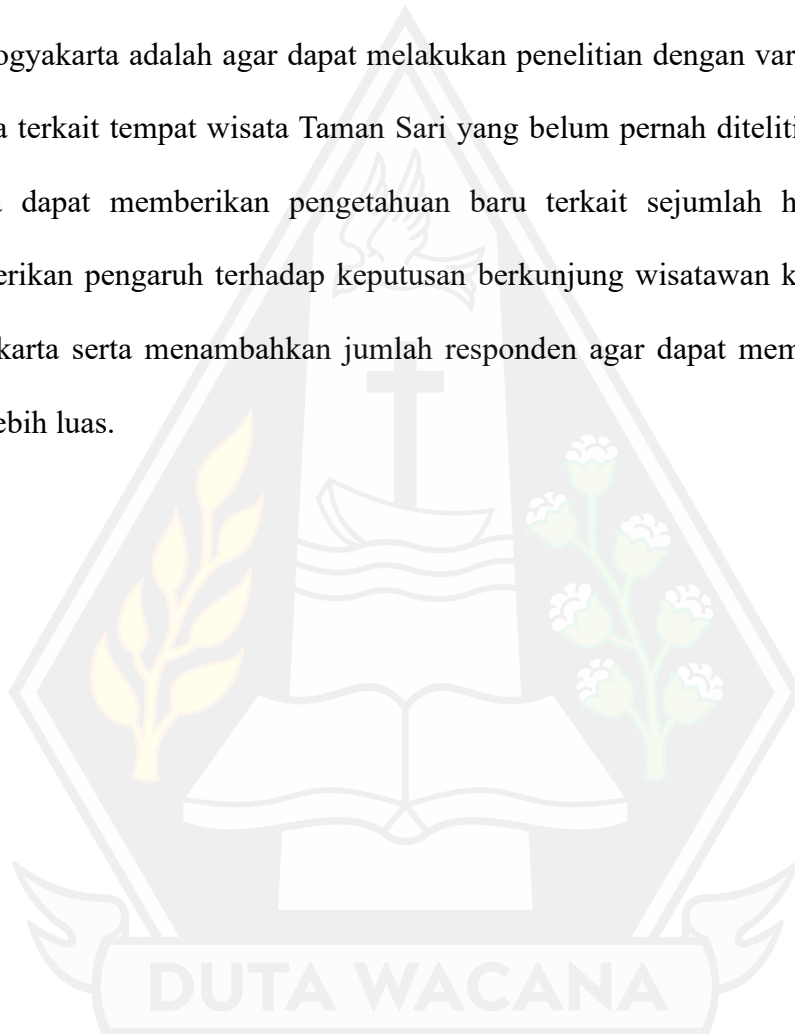 ogyakarta adalah agar dapat melakukan penelitian dengan var
a terkait tempat wisata Taman Sari yang belum pernah diteliti
dapat memberikan pengetahuan baru terkait sejumlah h
erikan pengaruh terhadap keputusan berkunjung wisatawan k
karta serta menambahkan jumlah responden agar dapat mem
ebih luas.
DUTA WACANA